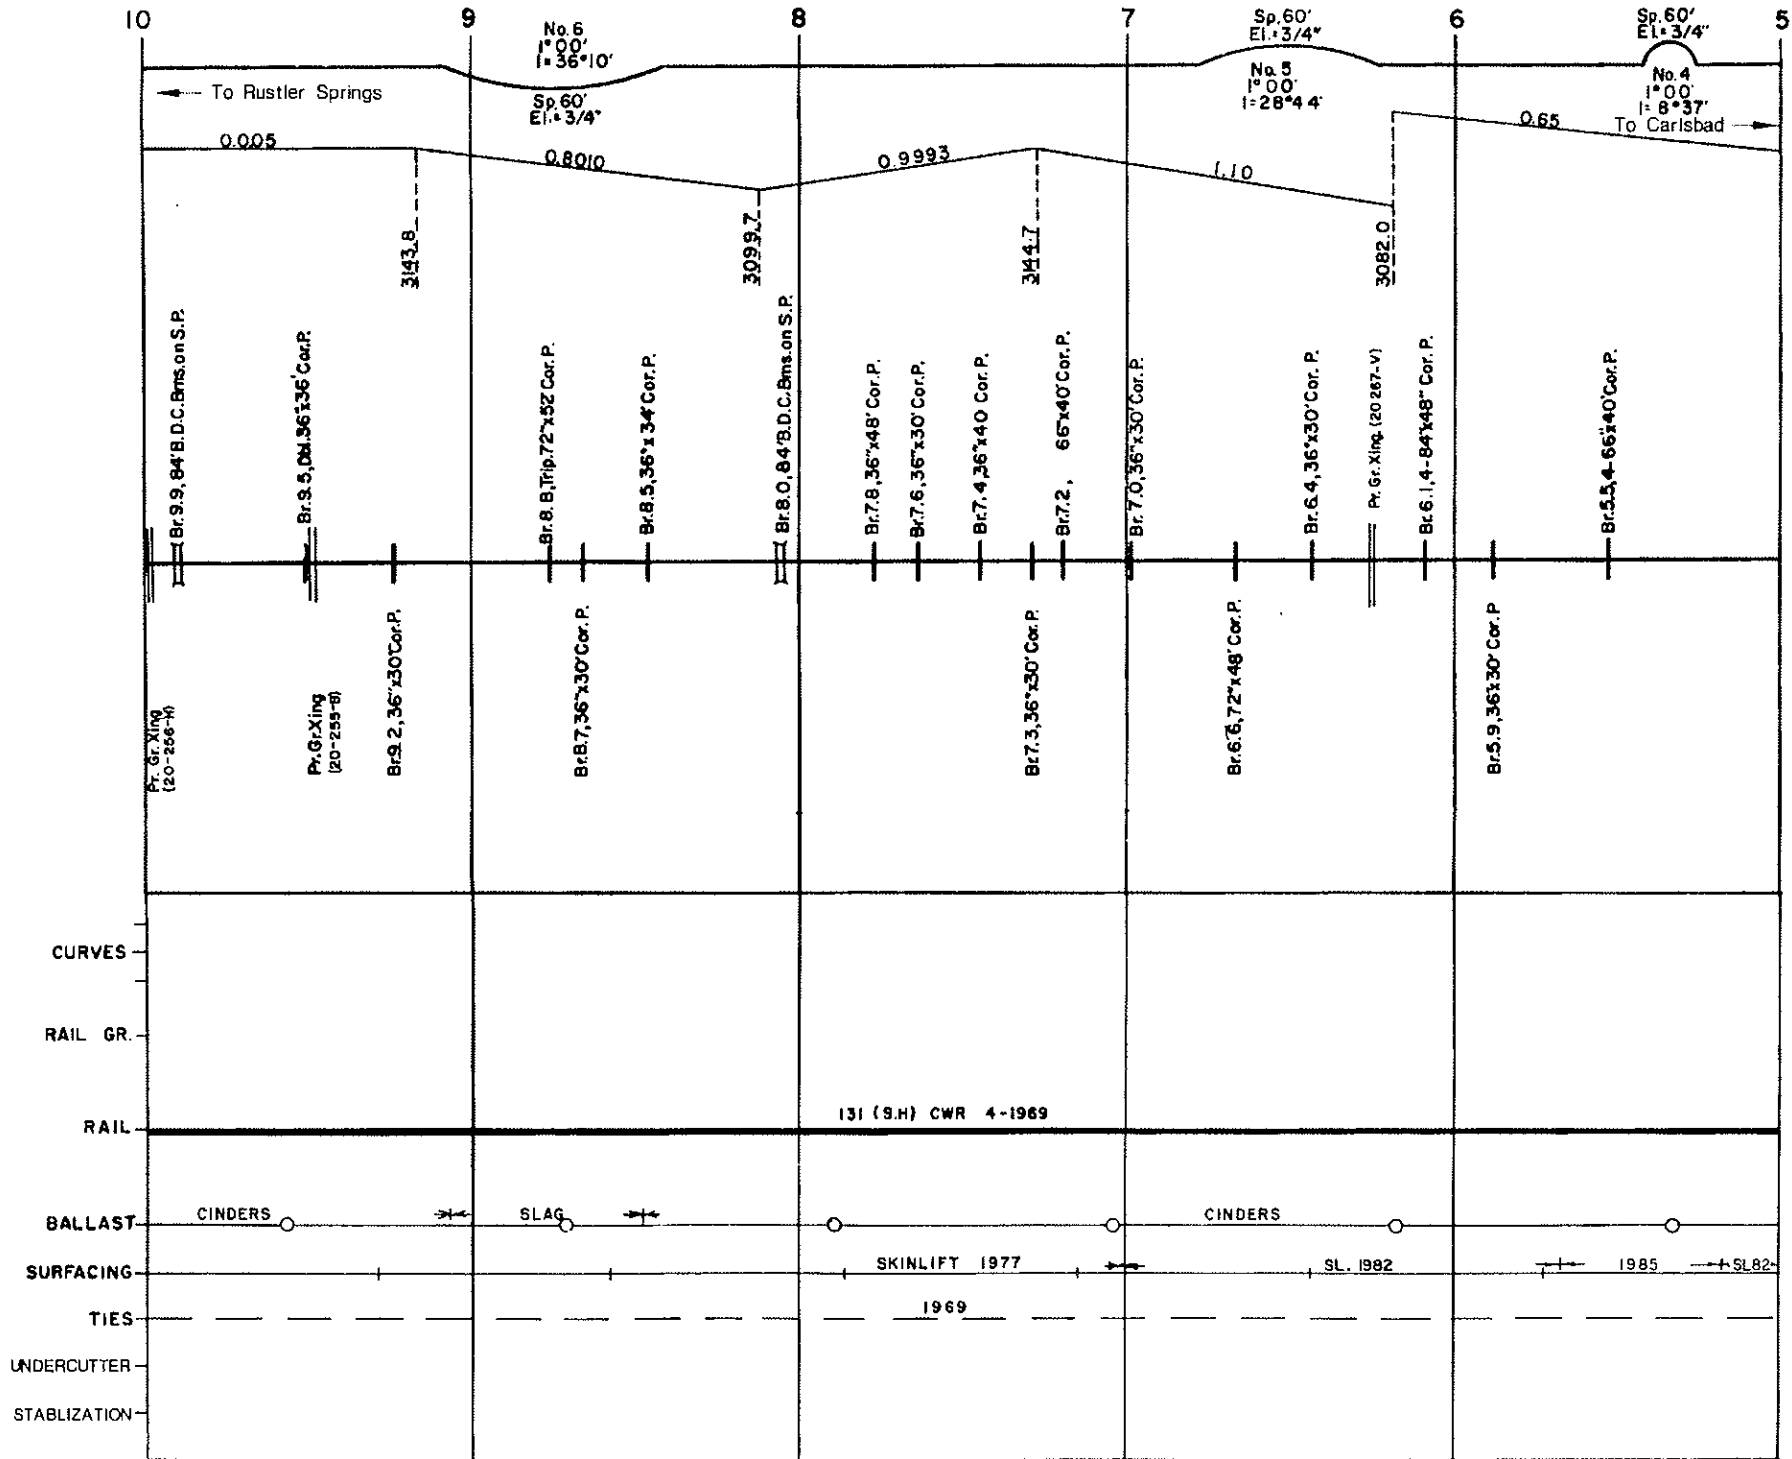 10 9 8 7 6 5
No.6
1°00'
I=36°10'
Sp.60'
El.=3/4"
Sp.60'
El.=3/4"
No.5
1°00'
I=28°44'
Sp.60'
El.=3/4"
No.4
1°00'
I=8°37'
To Rustler Springs
To Carlsbad
0.005
0.8010
0.9993
1.10
0.65
3143.8
3099.7
3144.7
3082.0
Br.9.9, 84' B.D.C.Bms.on S.P.
Br.9.5, Dbl.36"x36' Cor.P.
Br.8.8, Trip.72"x52' Cor.P.
Br.8.5, 36"x34' Cor.P.
Br.8.0, 84' B.D.C.Bms.on S.P.
Br.7.8, 36"x48' Cor.P.
Br.7.6, 36"x30' Cor.P.
Br.7.4, 36"x40 Cor.P.
Br.7.2, 66"x40' Cor.P.
Br.7.0, 36"x30' Cor.P.
Br.6.4, 36"x30' Cor.P.
Pr.Gr.Xing.(20267-V)
Br.6.1, 4-84"x48" Cor.P.
Br.5.5, 4-66"x40' Cor.P.
Pr. Gr. Xing
(20-256-H)
Pr.Gr.Xing
(20-255-B)
Br.9.2, 36"x30' Cor.P.
Br.8.7, 36"x30' Cor.P.
Br.7.3, 36"x30' Cor.P.
Br.6.6, 72"x48' Cor.P.
Br.5.9, 36"x30' Cor.P
CURVES
RAIL GR.
RAIL
131 (S.H) CWR 4-1969
BALLAST
CINDERS
SLAG
CINDERS
SURFACING
SKINLIFT 1977
SL. 1982
1985
SL82
TIES
1969
UNDERCUTTER
STABLIZATION